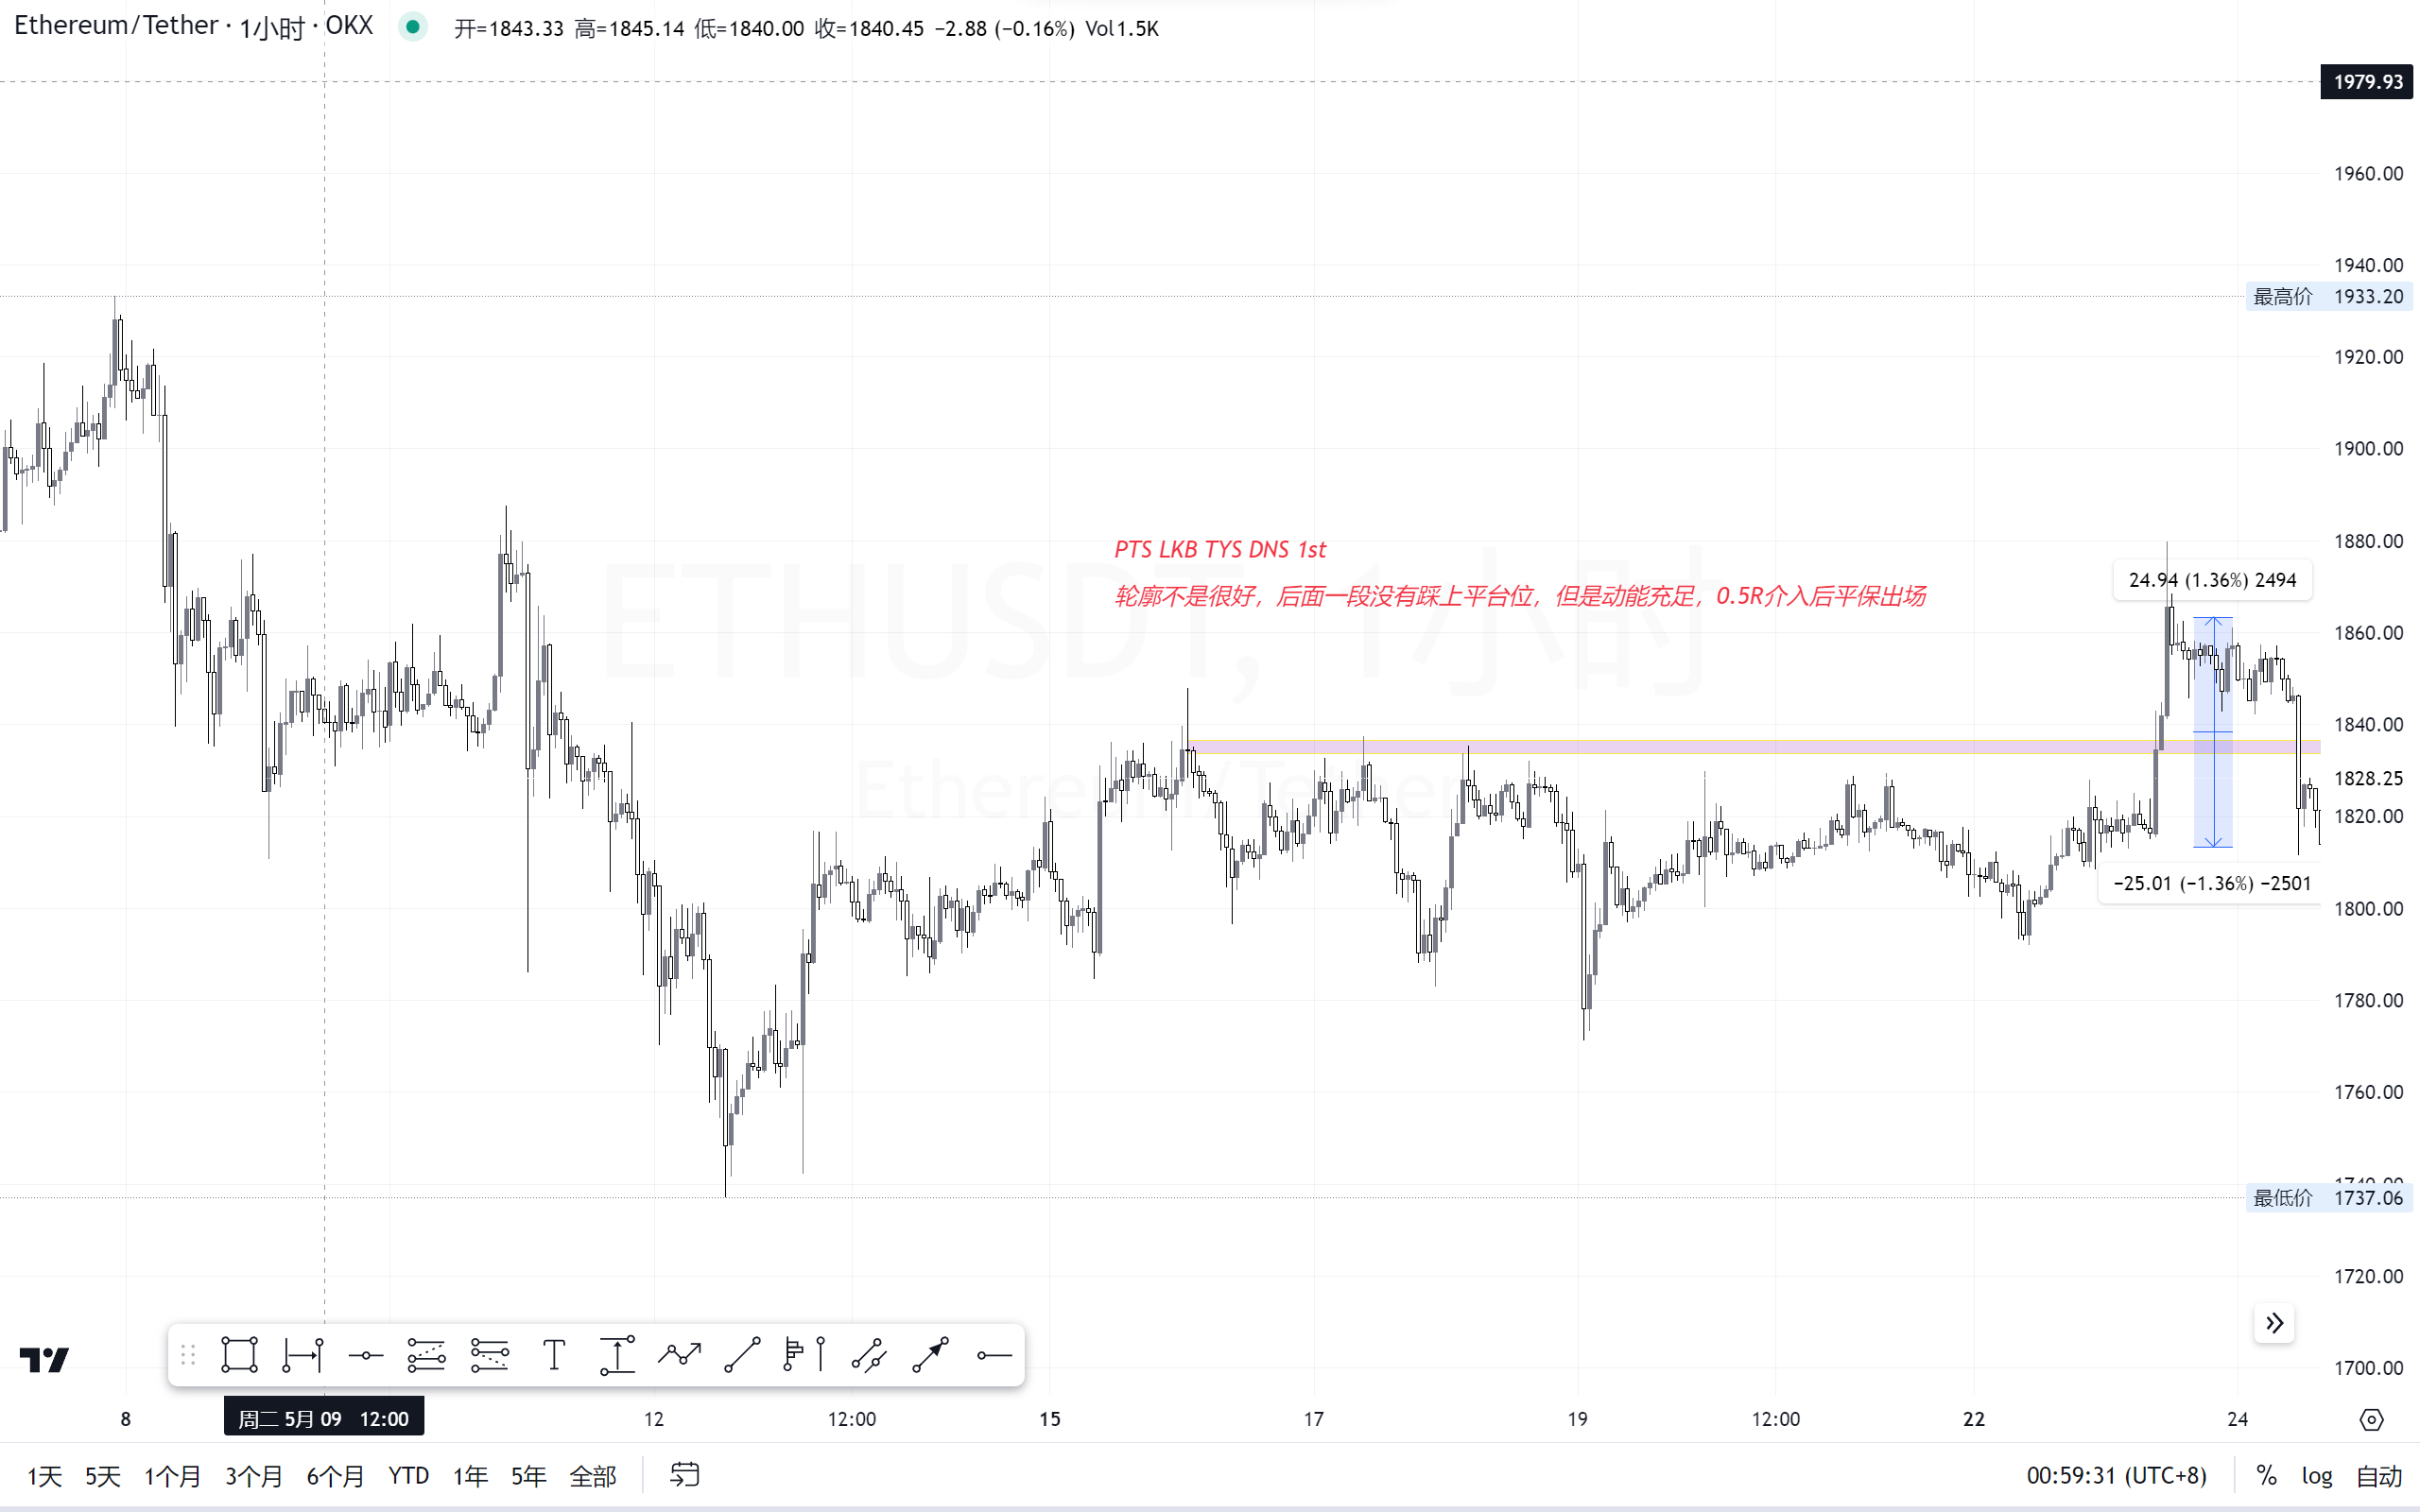 Ethereum/Tether · 1小时 · OKX 开=1843.33 高=1845.14 低=1840.00 收=1840.45 −2.88 (−0.16%) Vol1.5K
1979.93
1960.00
1940.00
最高价 1933.20
1920.00
1900.00
1880.00
1860.00
1840.00
1828.25
1820.00
1800.00
1780.00
1760.00
1740.00
最低价 1737.06
1720.00
1700.00
ETHUSDT, 1小时
Ethereum/Tether
PTS LKB TYS DNS 1st
轮廓不是很好，后面一段没有踩上平台位，但是动能充足，0.5R介入后平保出场
24.94 (1.36%) 2494
−25.01 (−1.36%) −2501
8 周二 5月 09 12:00 12 12:00 15 17 19 12:00 22 24
1天 5天 1个月 3个月 6个月 YTD 1年 5年 全部 00:59:31 (UTC+8) % log 自动